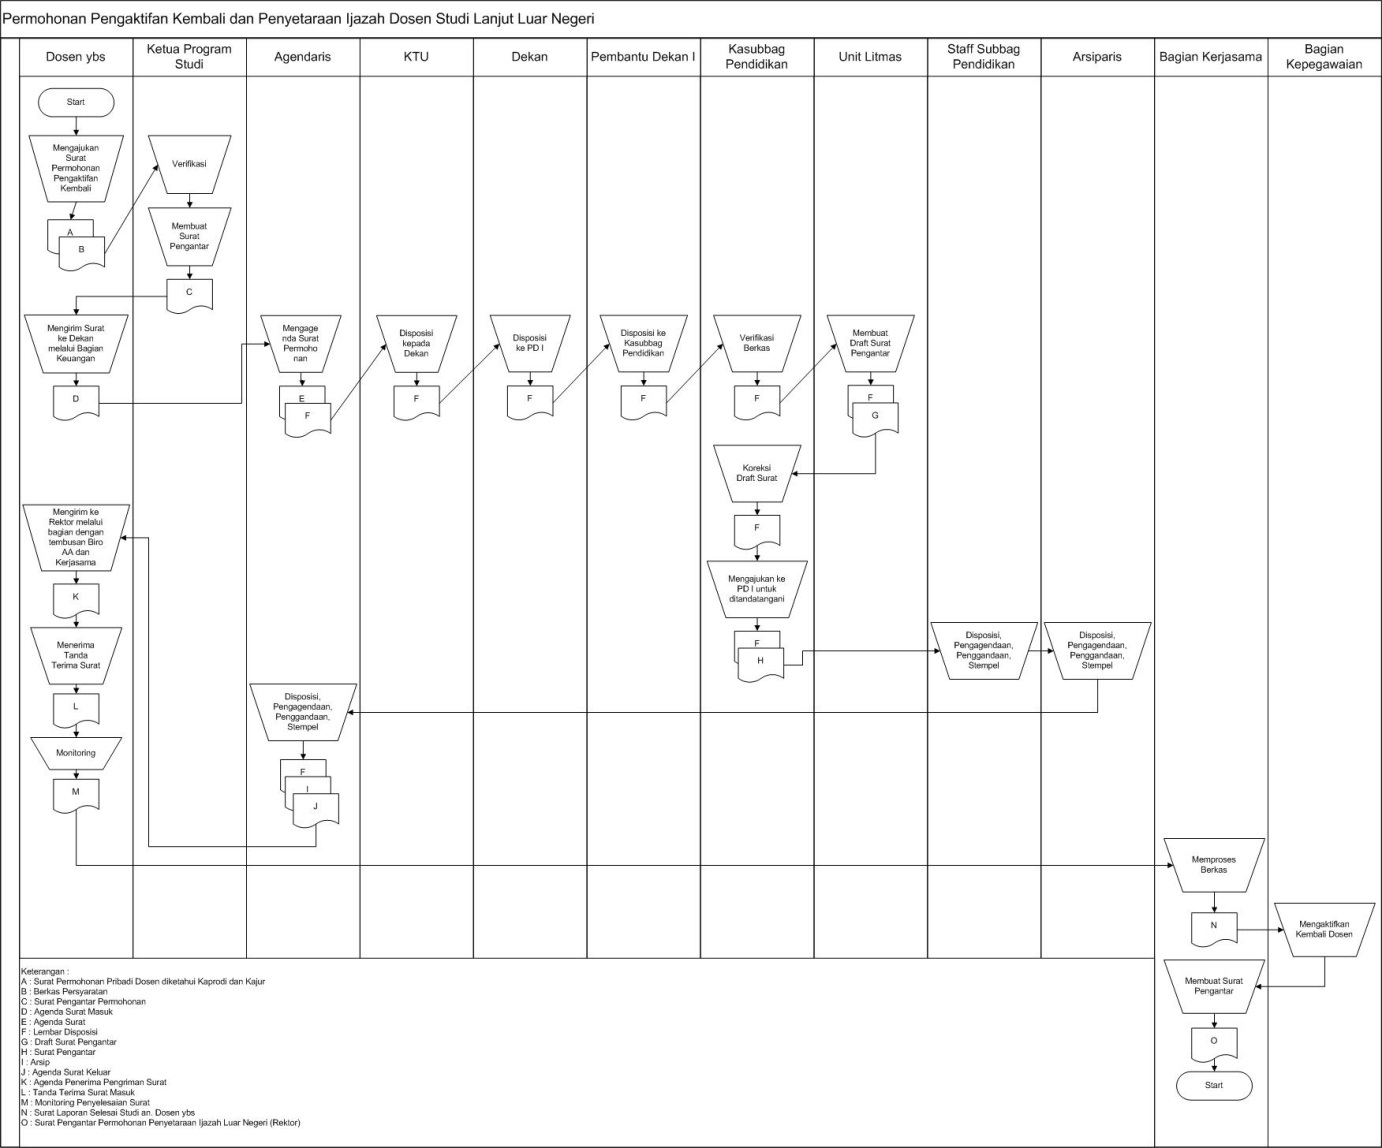 Permohonan Pengaktifan Kembali dan Penyetaraan Ijazah Dosen Studi Lanjut Luar Negeri
Dosen ybs
Ketua Program
Studi
Agendaris
KTU
Dekan
Pembantu Dekan I
Kasubbag
Pendidikan
Unit Litmas
Staff Subbag
Pendidikan
Arsiparis
Bagian Kerjasama
Bagian
Kepegawaian
Start
Mengajukan
Surat
Permohonan
Pengaktifan
Kembali
A
B
Verifikasi
Membuat
Surat
Pengantar
C
Mengirim Surat
ke Dekan
melalui Bagian
Keuangan
D
Mengage
nda Surat
Permoho
nan
E
F
Disposisi
kepada
Dekan
F
Disposisi
ke PD I
F
Disposisi ke
Kasubbag
Pendidikan
F
Verifikasi
Berkas
F
Membuat
Draft Surat
Pengantar
F
G
Koreksi
Draft Surat
F
Mengajukan ke
PD I untuk
ditandatangani
F
H
Disposisi,
Pengagendaan,
Penggandaan,
Stempel
Disposisi,
Pengagendaan,
Penggandaan,
Stempel
Disposisi,
Pengagendaan,
Penggandaan,
Stempel
F
I
J
Mengirim ke
Rektor melalui
bagian dengan
tembusan Biro
AA dan
Kerjasama
K
Menerima
Tanda
Terima Surat
L
Monitoring
M
Memproses
Berkas
N
Mengaktifkan
Kembali Dosen
Membuat Surat
Pengantar
O
Start
Keterangan :
A : Surat Permohonan Pribadi Dosen diketahui Kaprodi dan Kajur
B : Berkas Persyaratan
C : Surat Pengantar Permohonan
D : Agenda Surat Masuk
E : Agenda Surat
F : Lembar Disposisi
G : Draft Surat Pengantar
H : Surat Pengantar
I : Arsip
J : Agenda Surat Keluar
K : Agenda Penerima Pengriman Surat
L : Tanda Terima Surat Masuk
M : Monitoring Penyelesaian Surat
N : Surat Laporan Selesai Studi an. Dosen ybs
O : Surat Pengantar Permohonan Penyetaraan Ijazah Luar Negeri (Rektor)